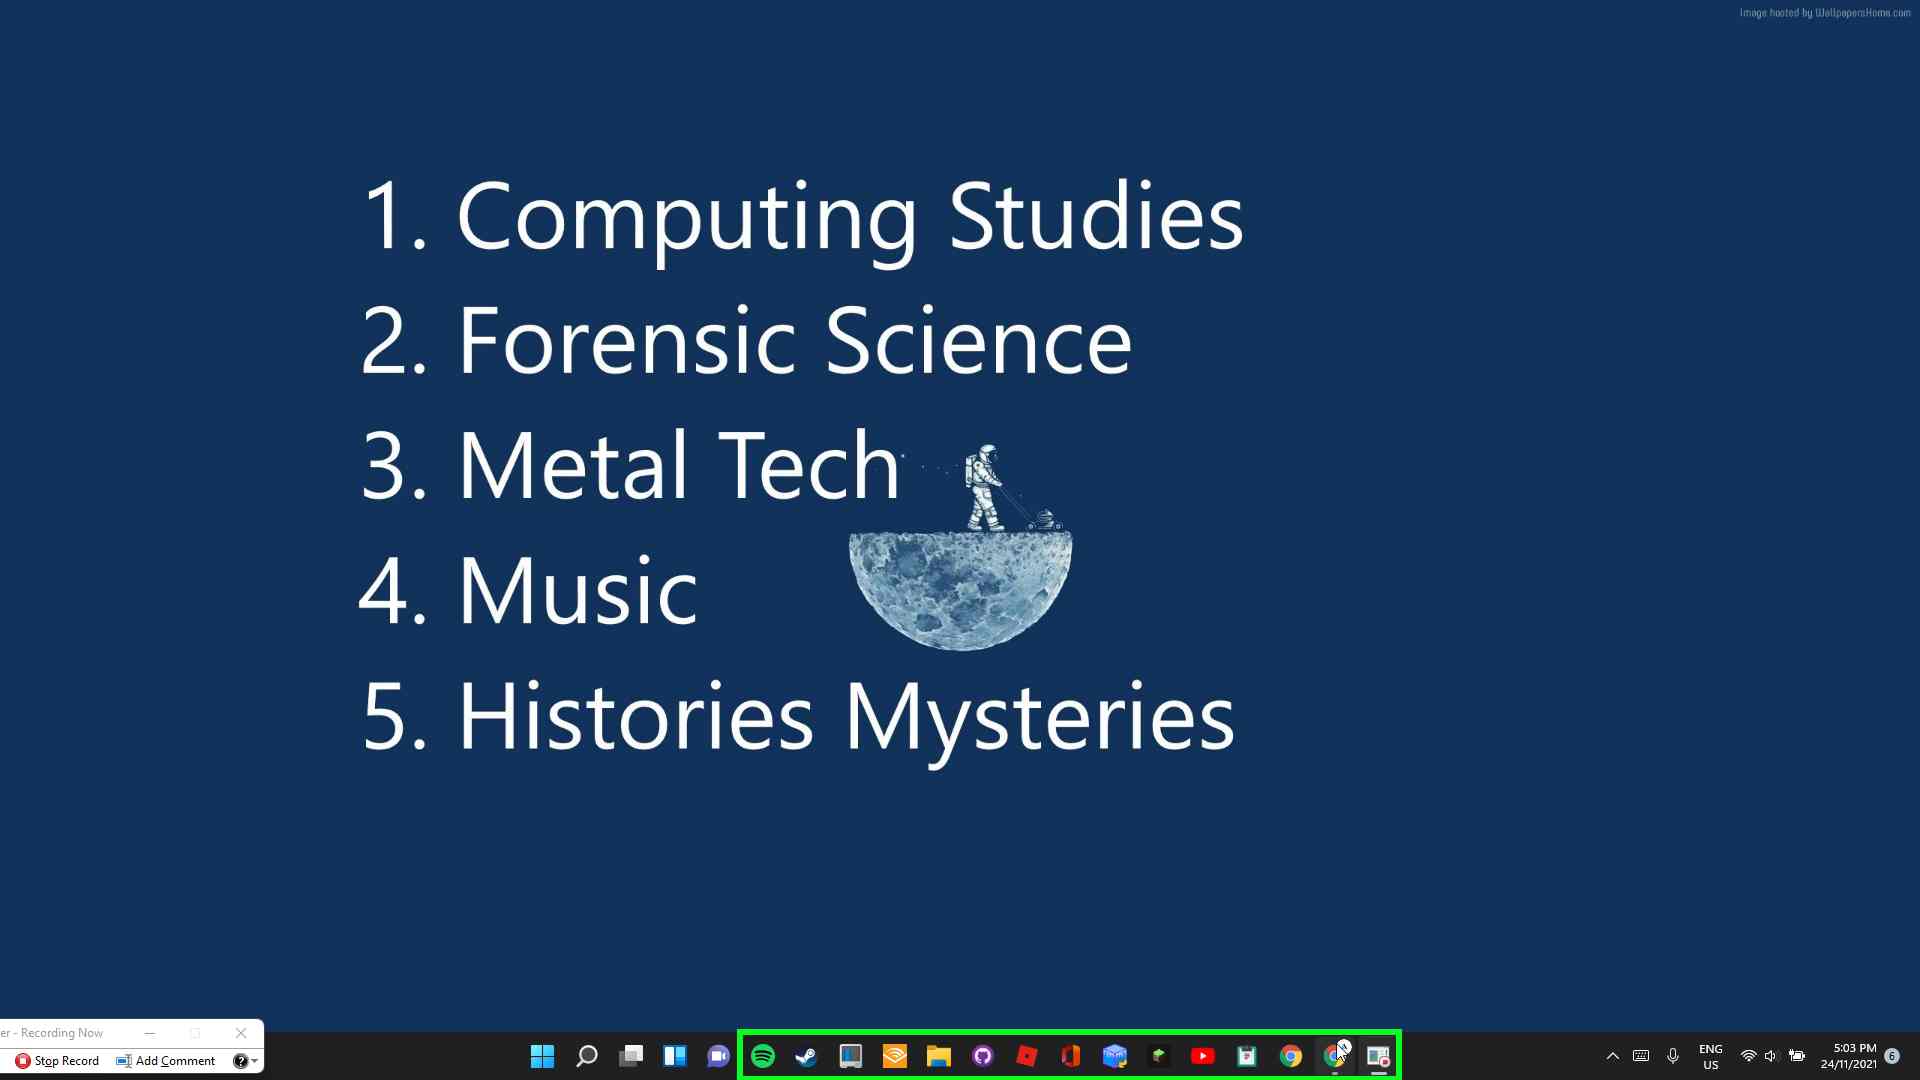 Image hosted by WallpapersHome.com
1. Computing Studies
2. Forensic Science
3. Metal Tech
4. Music
5. Histories Mysteries
er - Recording Now
Stop Record Add Comment
ENG
US
5:03 PM
24/11/2021
6